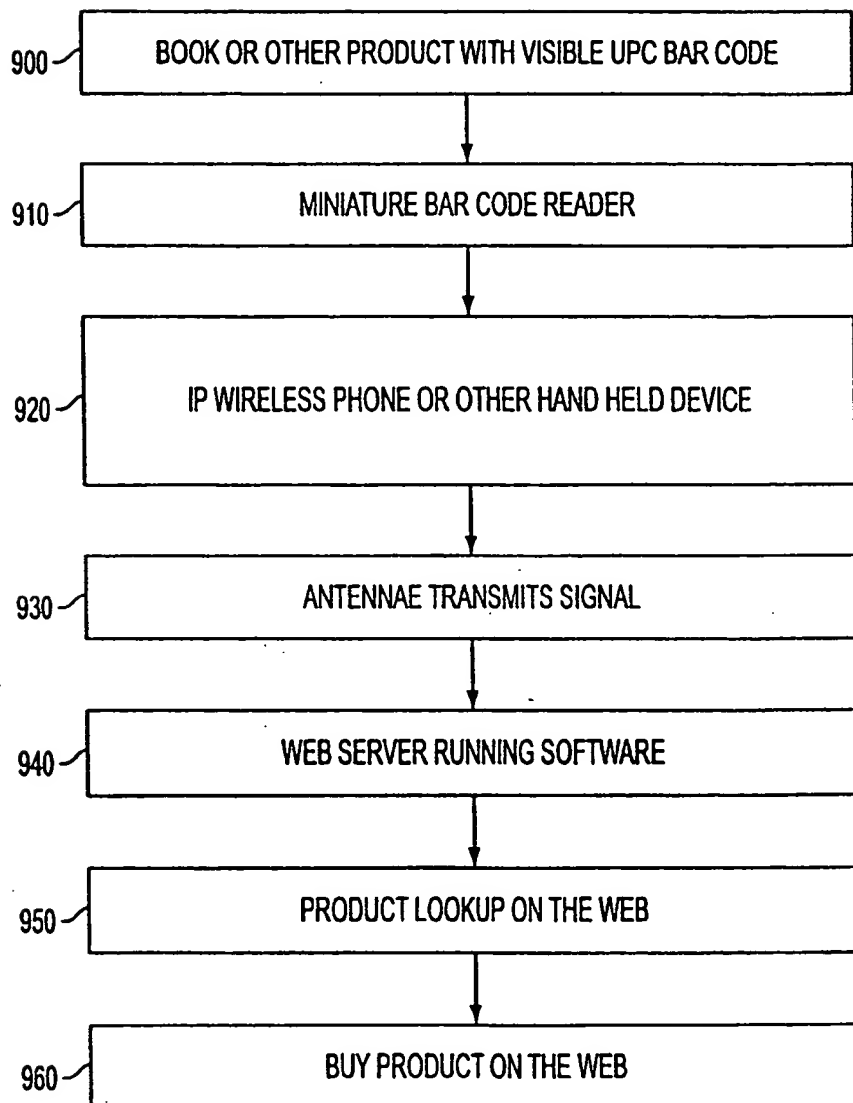 900 BOOK OR OTHER PRODUCT WITH VISIBLE UPC BAR CODE
910 MINIATURE BAR CODE READER
920 IP WIRELESS PHONE OR OTHER HAND HELD DEVICE
930 ANTENNAE TRANSMITS SIGNAL
940 WEB SERVER RUNNING SOFTWARE
950 PRODUCT LOOKUP ON THE WEB
960 BUY PRODUCT ON THE WEB